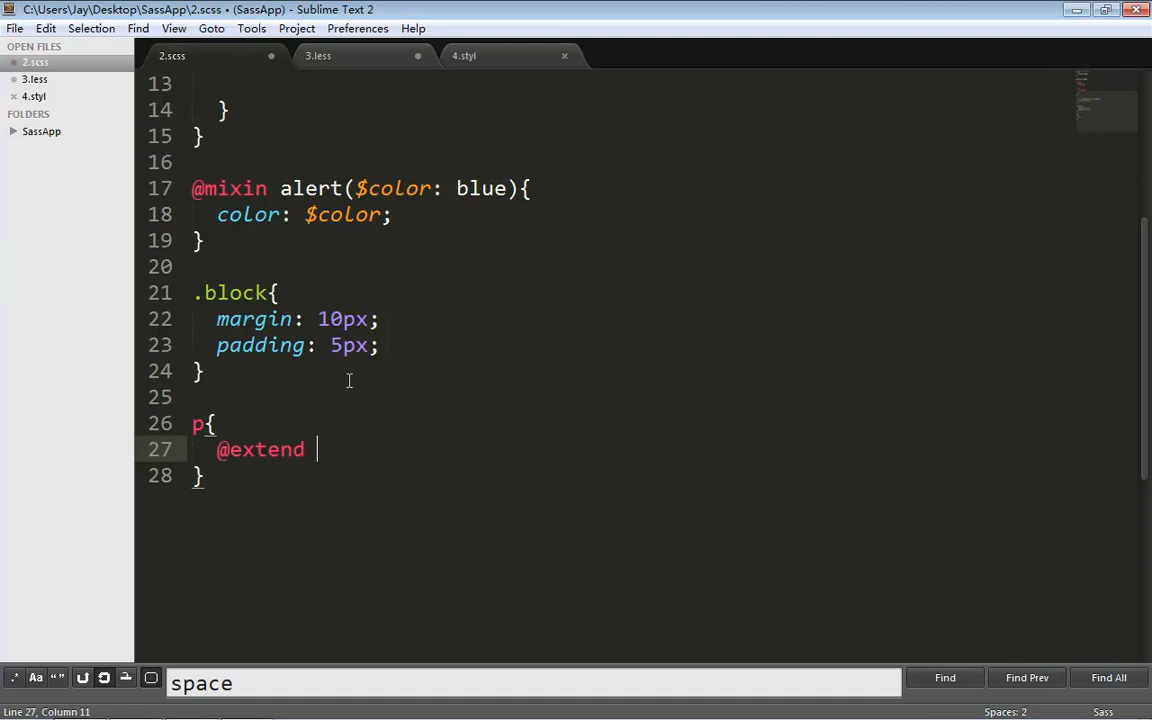 C:\Users\Jay\Desktop\SassApp\2.scss • (SassApp) - Sublime Text 2
File Edit Selection Find View Goto Tools Project Preferences Help
OPEN FILES
2.scss
3.less
4.styl
FOLDERS
SassApp
2.scss 3.less 4.styl
13
14 }
15 }
16
17 @mixin alert($color: blue){
18 color: $color;
19 }
20
21 .block{
22 margin: 10px;
23 padding: 5px;
24 }
25
26 p{
27 @extend
28 }
.* Aa “” space Find Find Prev Find All
Line 27, Column 11 Spaces: 2 Sass